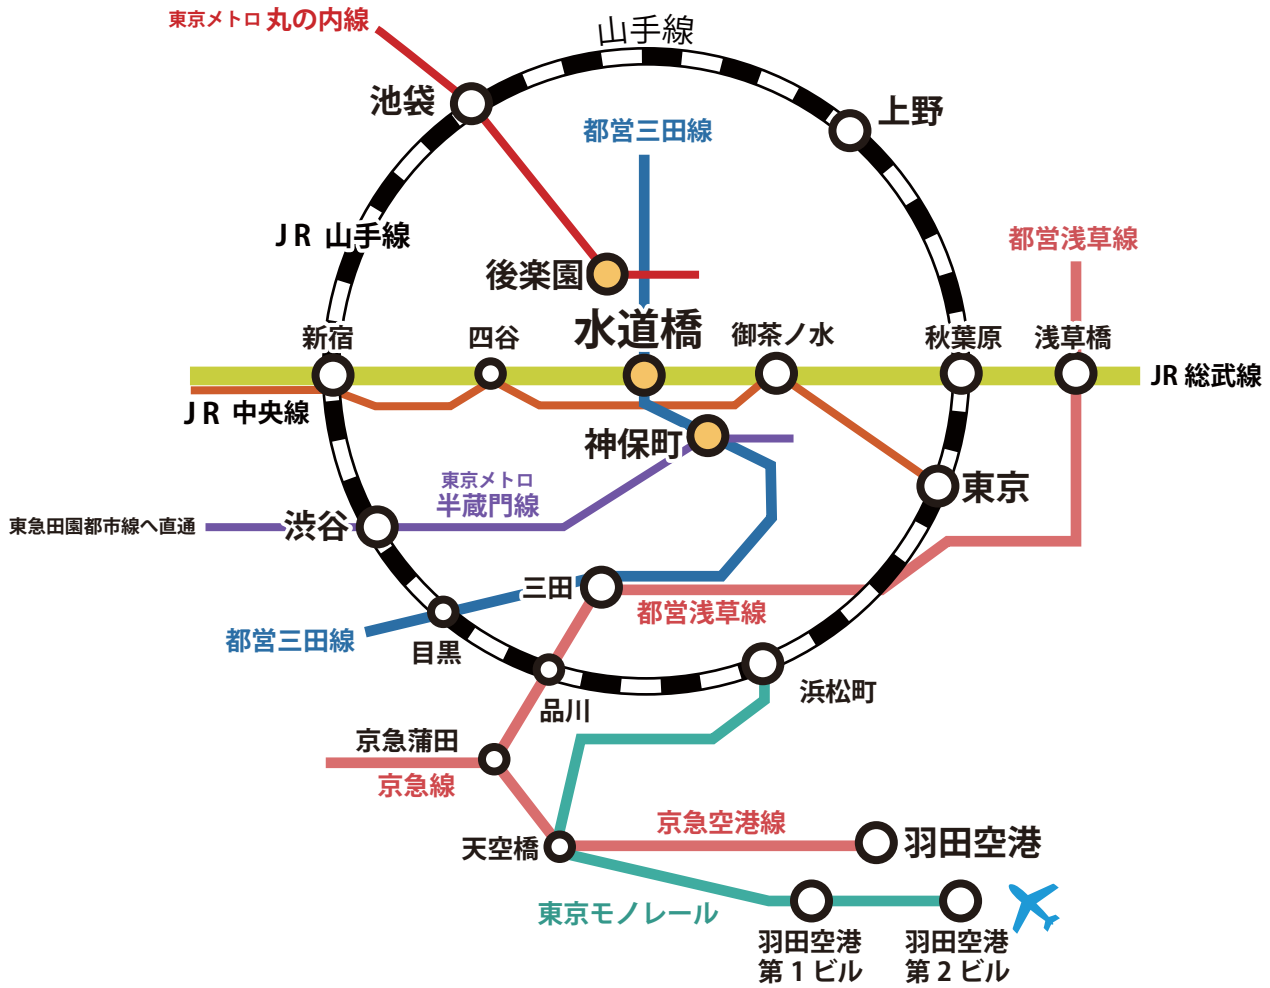 東京メトロ 丸の内線
山手線
池袋
上野
都営三田線
JR 山手線
都営浅草線
後楽園
新宿
四谷
水道橋
御茶ノ水
秋葉原
浅草橋
JR 総武線
JR 中央線
神保町
東京メトロ
半蔵門線
東京
東急田園都市線へ直通
渋谷
三田
都営浅草線
都営三田線
目黒
浜松町
品川
京急蒲田
京急線
京急空港線
天空橋
羽田空港
東京モノレール
羽田空港
第1ビル
羽田空港
第2ビル